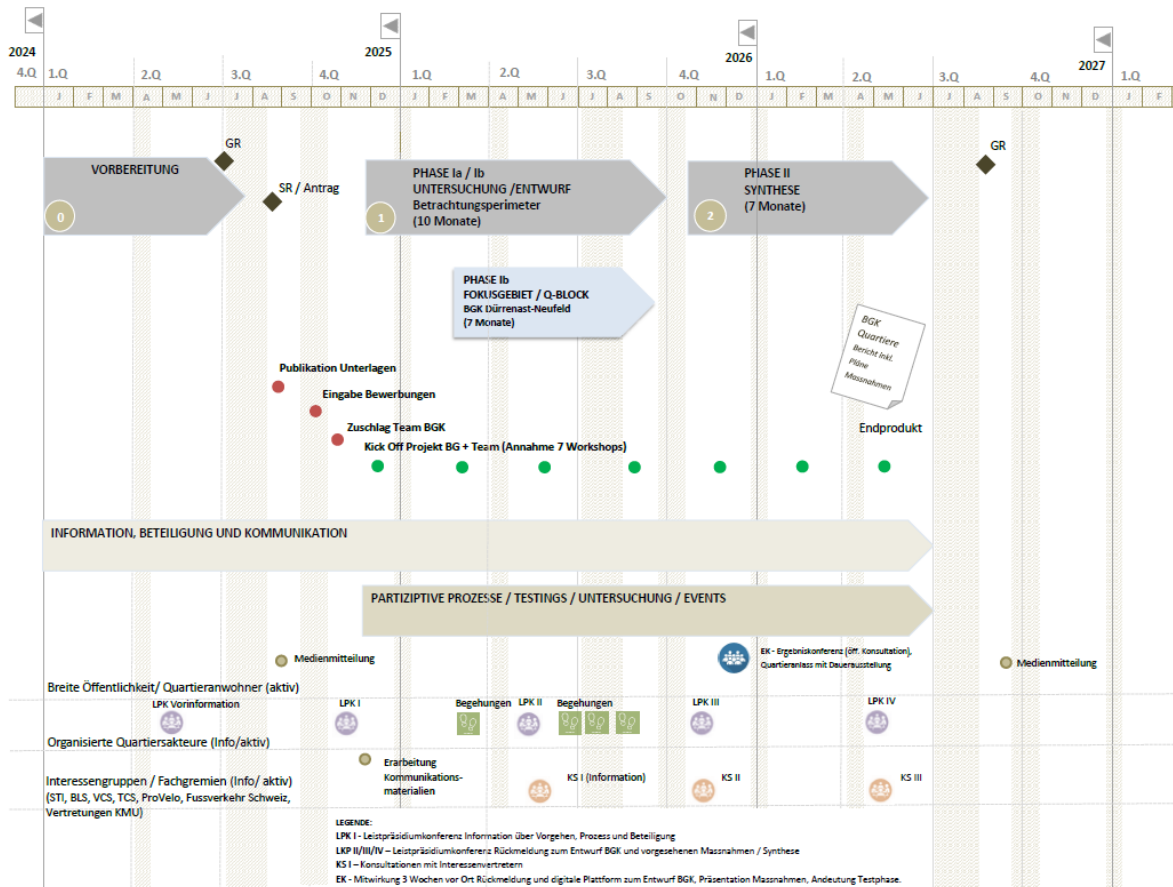 2024
2025
2026
2027
4.Q 1.Q 2.Q 3.Q 4.Q 1.Q 2.Q 3.Q 4.Q 1.Q 2.Q 3.Q 4.Q 1.Q
J F M A M J J A S O N D J F M A M J J A S O N D J F M A M J J A S O N D J F
GR
GR
VORBEREITUNG
0
SR / Antrag
PHASE Ia / Ib
UNTERSUCHUNG /ENTWURF
Betrachtungsperimeter
(10 Monate)
1
PHASE II
SYNTHESE
(7 Monate)
2
PHASE Ib
FOKUSGEBIET / Q-BLOCK
BGK Dürrenast-Neufeld
(7 Monate)
BGK
Quartiere
Bericht Inkl.
Pläne
Massnahmen
Endprodukt
Publikation Unterlagen
Eingabe Bewerbungen
Zuschlag Team BGK
Kick Off Projekt BG + Team (Annahme 7 Workshops)
INFORMATION, BETEILIGUNG UND KOMMUNIKATION
PARTIZIPTIVE PROZESSE / TESTINGS / UNTERSUCHUNG / EVENTS
Medienmitteilung
EK - Ergebniskonferenz (öff. Konsultation),
Quartieranlass mit Dauerausstellung
Medienmitteilung
Breite Öffentlichkeit/ Quartieranwohner (aktiv)
LPK Vorinformation
LPK I
Begehungen
LPK II
Begehungen
LPK III
LPK IV
Organisierte Quartiersakteure (Info/aktiv)
Erarbeitung
Kommunikations-
materialien
KS I (Information)
KS II
KS III
Interessengruppen / Fachgremien (Info/ aktiv)
(STI, BLS, VCS, TCS, ProVelo, Fussverkehr Schweiz,
Vertretungen KMU)
LEGENDE:
LPK I - Leistpräsidiumkonferenz Information über Vorgehen, Prozess und Beteiligung
LKP II/III/IV – Leistpräsidiumkonferenz Rückmeldung zum Entwurf BGK und vorgesehenen Massnahmen / Synthese
KS I – Konsultationen mit Interessenvertretern
EK - Mitwirkung 3 Wochen vor Ort Rückmeldung und digitale Plattform zum Entwurf BGK, Präsentation Massnahmen, Andeutung Testphase.